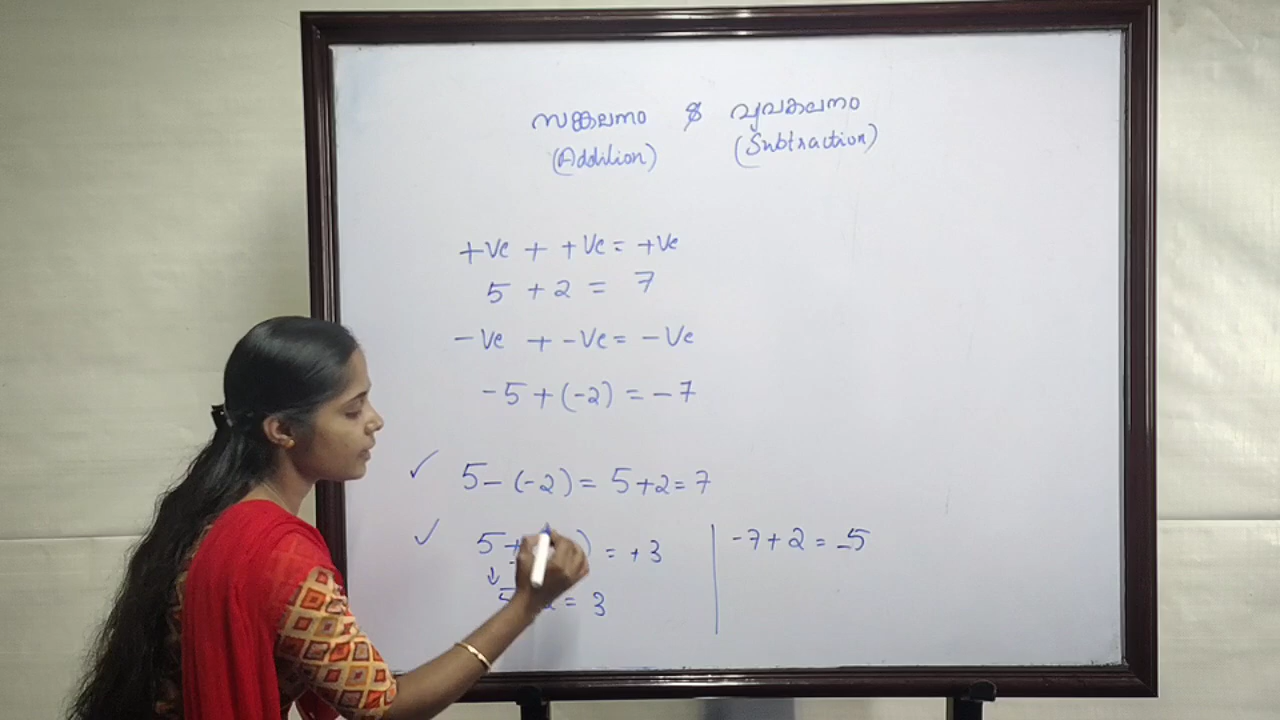 സങ്കലനം & വ്യവകലനം
(Addition) (Subtraction)
+Ve + +Ve = +Ve
5 + 2 = 7
-Ve + -Ve = -Ve
-5 + (-2) = -7
✓ 5 - (-2) = 5 + 2 = 7
✓ 5 + ) = +3 | -7 + 2 = -5
↓
5 2 = 3